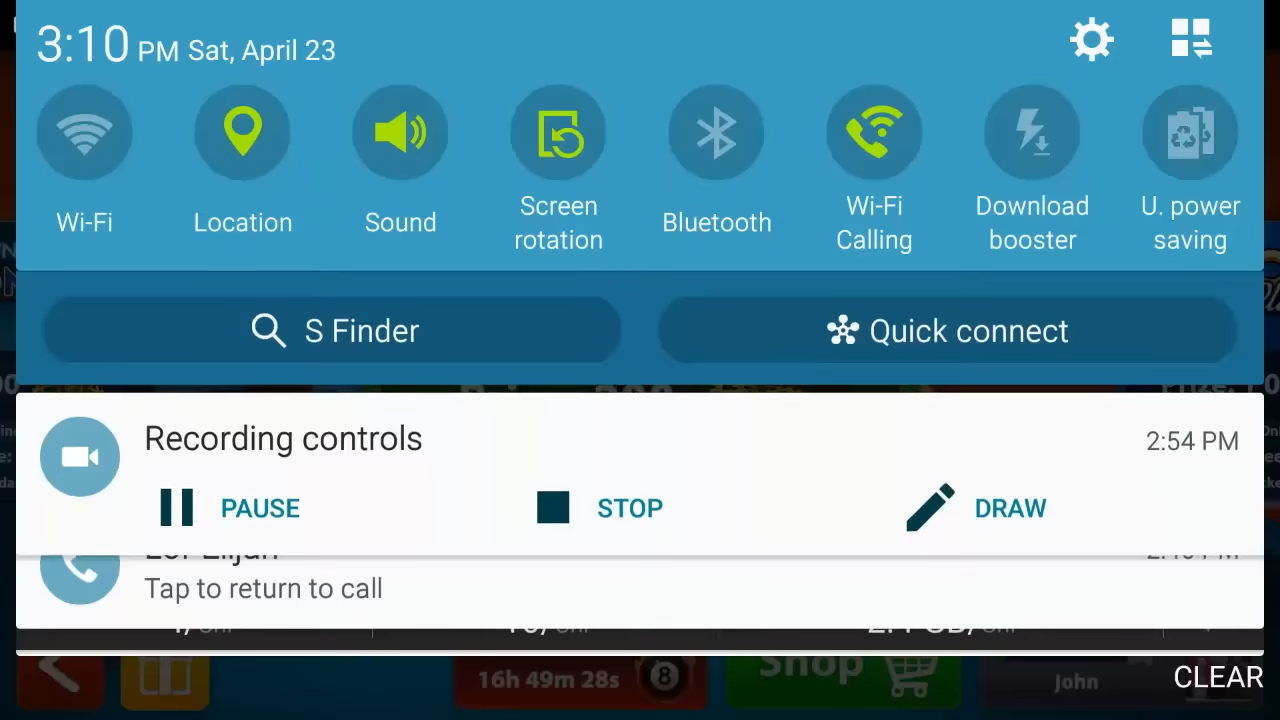 3:10 PM Sat, April 23
Wi-Fi
Location
Sound
Screen
rotation
Bluetooth
Wi-Fi
Calling
Download
booster
U. power
saving
S Finder
Quick connect
Recording controls
2:54 PM
PAUSE
STOP
DRAW
Tap to return to call
16h 49m 28s
8
Shop
John
CLEAR